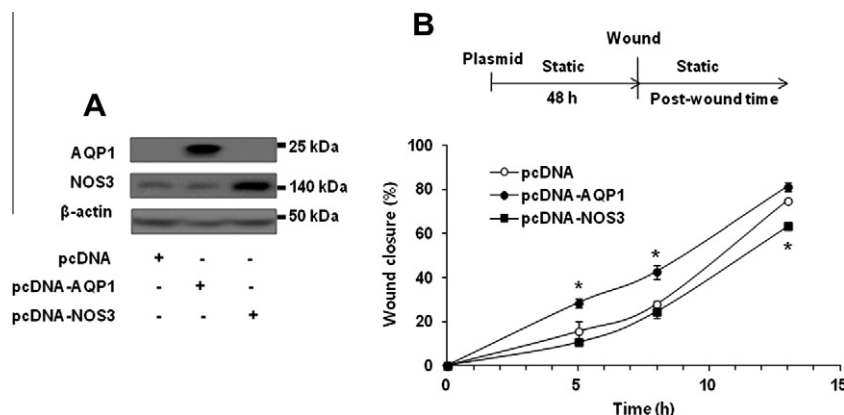 A
AQP1
25 kDa
NOS3
140 kDa
β-actin
50 kDa
pcDNA + - -
pcDNA-AQP1 - + -
pcDNA-NOS3 - - +
B
Wound
Plasmid
Static Static
48 h Post-wound time
Wound closure (%)
100
80
60
40
20
0
pcDNA
pcDNA-AQP1
pcDNA-NOS3
*
*
*
0 5 10 15
Time (h)